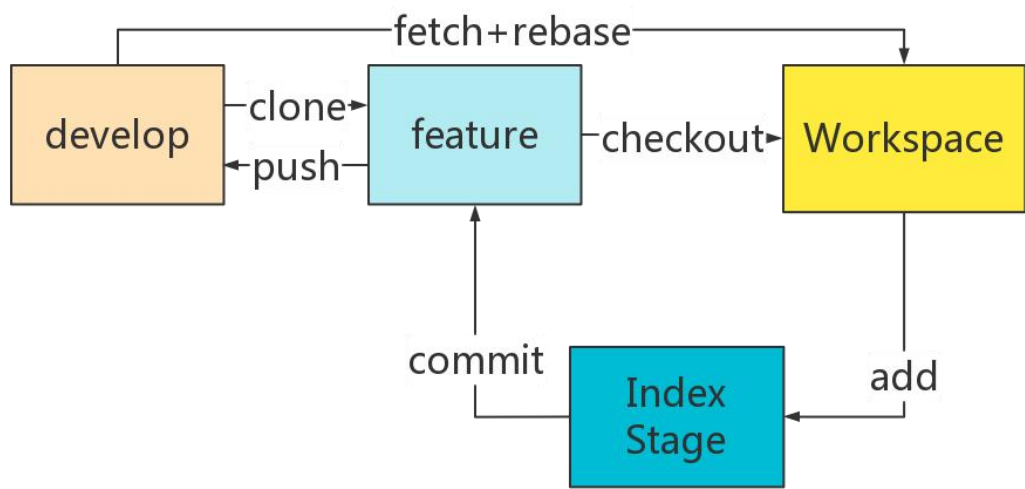 fetch+rebase
develop
clone
push
feature
checkout
Workspace
commit
Index
Stage
add